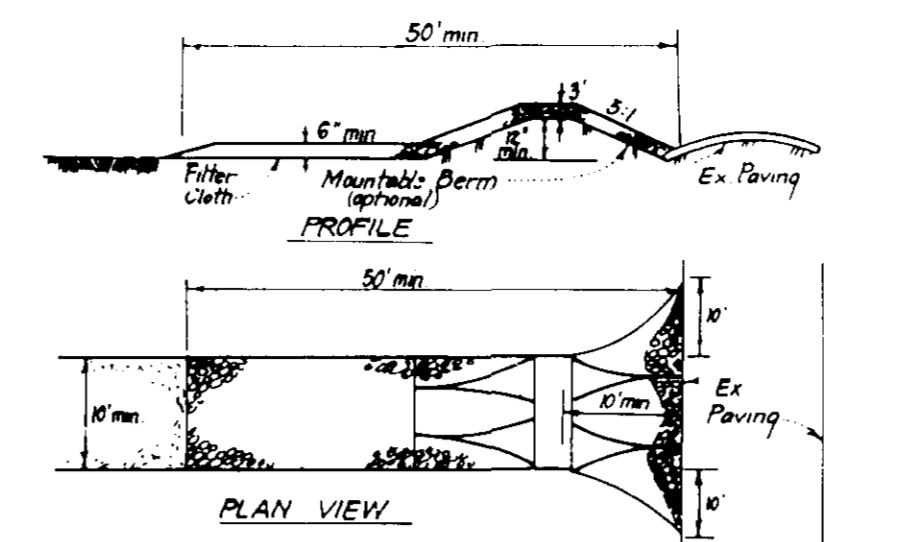 50' min
3'
5:1
6" min
12"
min
Filter
Cloth
Mountable Berm
(optional)
Ex. Paving
PROFILE
50' min
10'
10' min
10' min
Ex
Paving
10'
PLAN VIEW